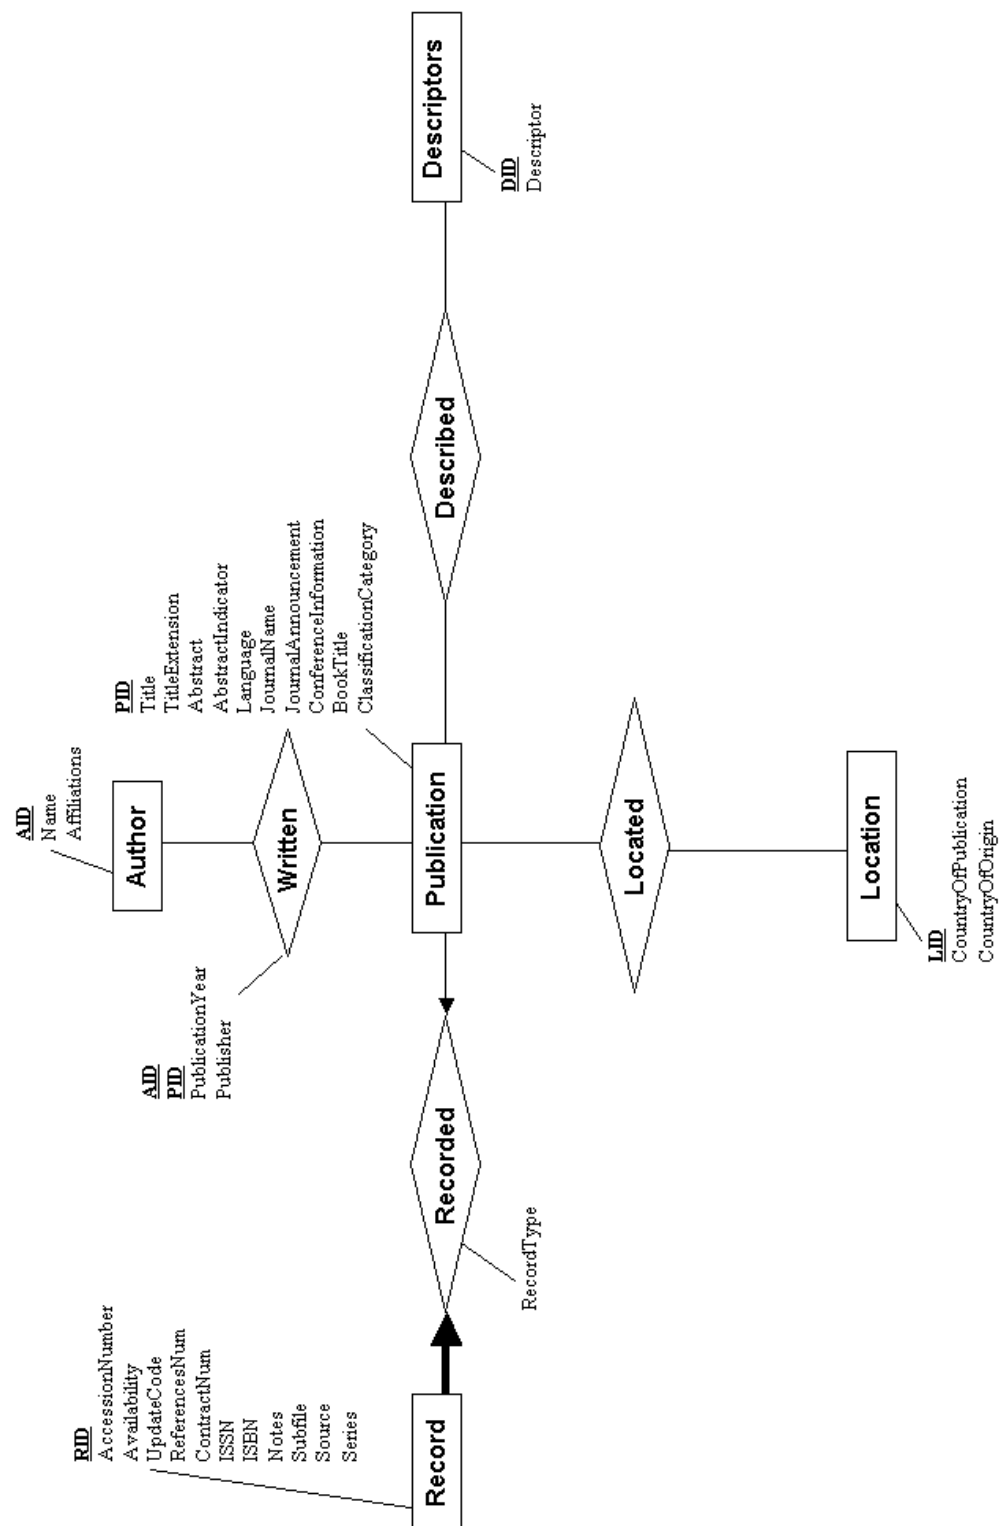 RID
AccessionNumber
Availability
UpdateCode
ReferencesNum
ContractNum
ISSN
ISBN
Notes
Subfile
Source
Series
Record
Recorded
RecordType
AID
PID
PublicationYear
Publisher
AID
Name
Affiliations
Author
Written
Publication
PID
Title
TitleExtension
Abstract
AbstractIndicator
Language
JournalName
JournalAnnouncement
ConferenceInformation
BookTitle
ClassificationCategory
Located
Location
LID
CountryOfPublication
CountryOfOrigin
Described
Descriptors
DID
Descriptor